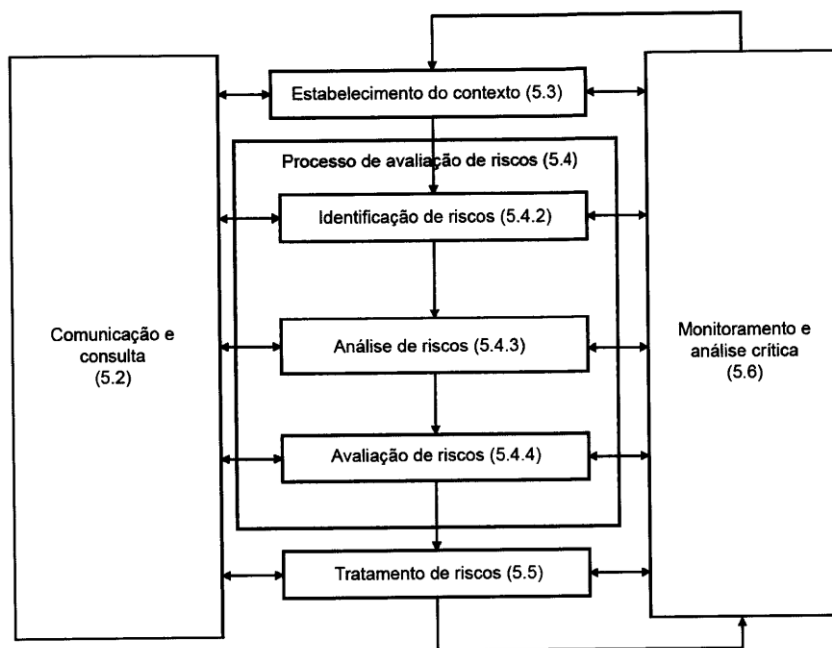 Estabelecimento do contexto (5.3)
Processo de avaliação de riscos (5.4)
Identificação de riscos (5.4.2)
Comunicação e
consulta
(5.2)
Análise de riscos (5.4.3)
Monitoramento e
análise crítica
(5.6)
Avaliação de riscos (5.4.4)
Tratamento de riscos (5.5)